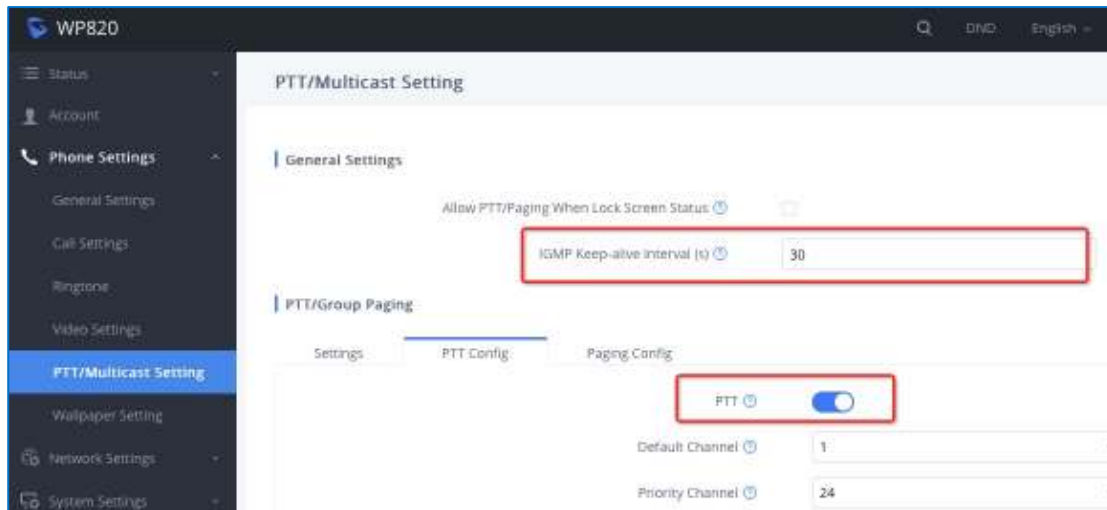 WP820
DND English
Status
Account
Phone Settings
General Settings
Call Settings
Ringtone
Video Settings
PTT/Multicast Setting
Wallpaper Setting
Network Settings
System Settings
PTT/Multicast Setting
General Settings
Allow PTT/Paging When Lock Screen Status
IGMP Keep-alive Interval (s) 30
PTT/Group Paging
Settings PTT Config Paging Config
PTT
Default Channel 1
Priority Channel 24